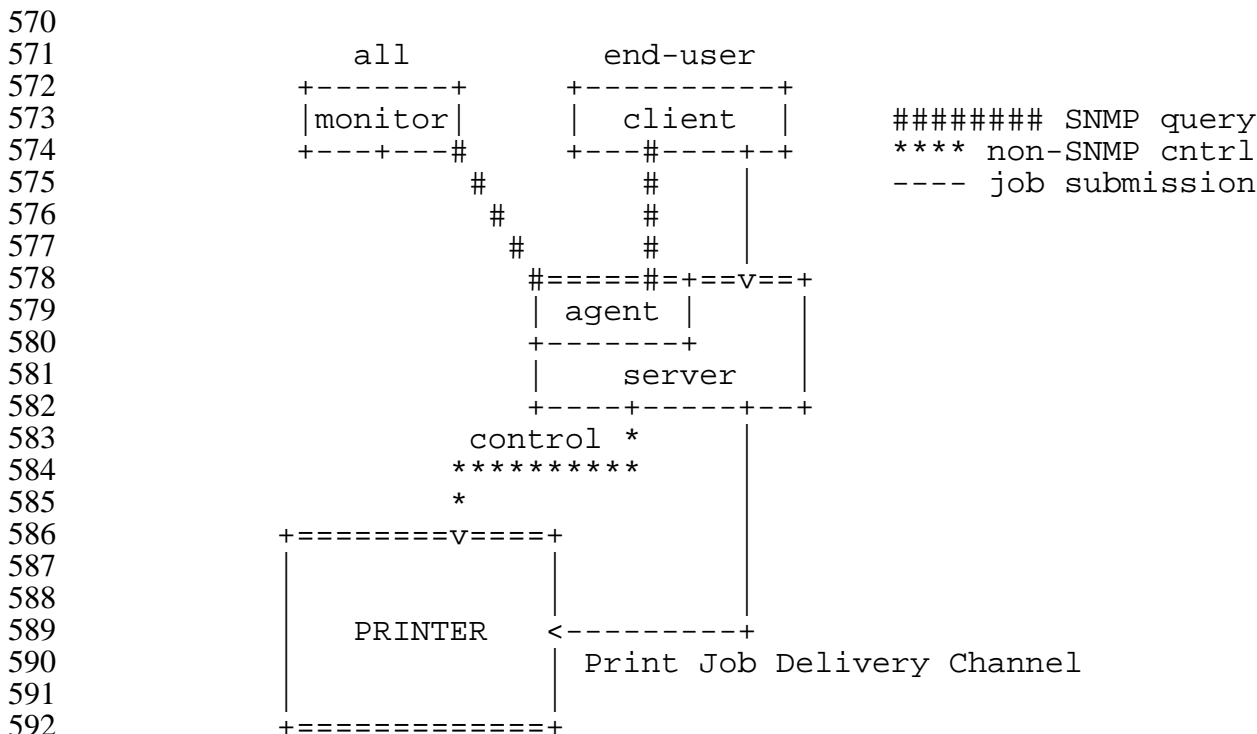 570
571                all             end-user
572             +-------+     +----------+
573             |monitor|     |  client  |     ######## SNMP query
574             +---+---#     +---#----+-+     **** non-SNMP cntrl
575                      #        #    |       ---- job submission
576                       #       #    |
577                        #      #    |
578                         #=====#=+==v==+
579                         | agent |     |
580                         +-------+     |
581                         |    server   |
582                         +----+-----+--+
583                      control *     |
584                     **********     |
585                     *              |
586            +========v====+         |
587            |             |         |
588            |             |         |
589            |   PRINTER   <---------+
590            |             | Print Job Delivery Channel
591            |             |
592            +=============+